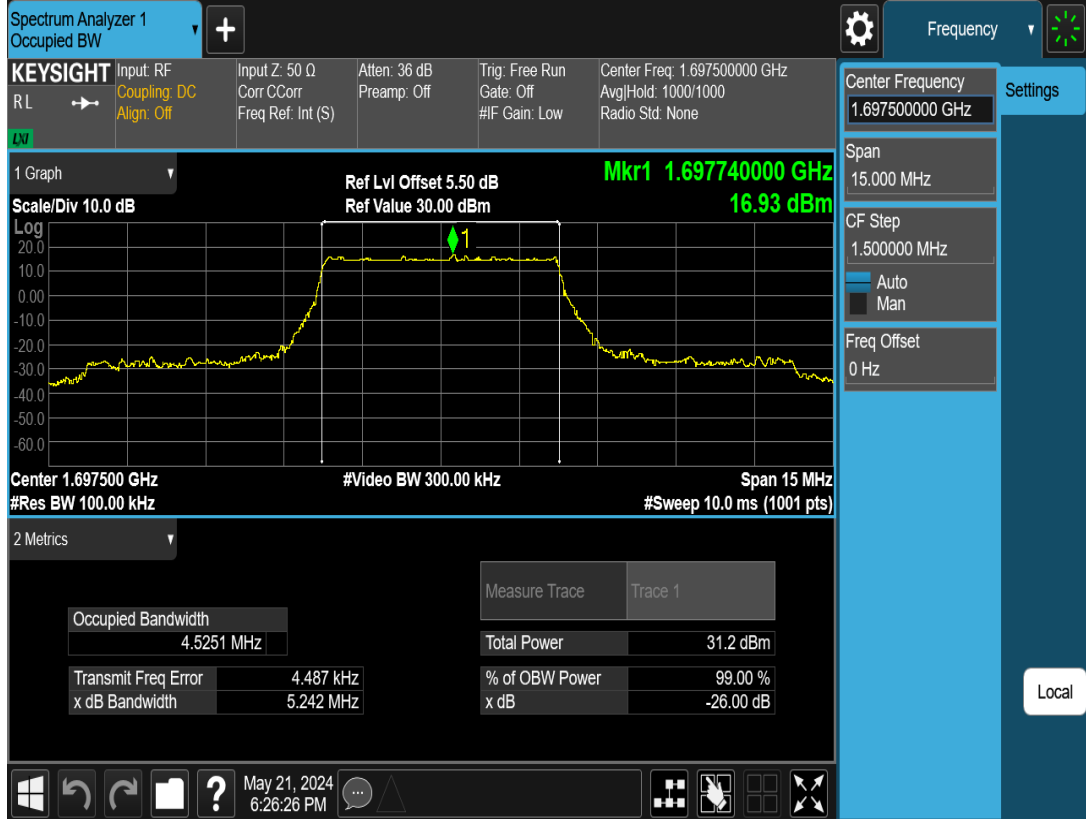 Spectrum Analyzer 1
Occupied BW
+
Frequency
KEYSIGHT
R L
LXI
Input: RF
Coupling: DC
Align: Off
Input Z: 50 Ω
Corr CCorr
Freq Ref: Int (S)
Atten: 36 dB
Preamp: Off
Trig: Free Run
Gate: Off
#IF Gain: Low
Center Freq: 1.697500000 GHz
Avg|Hold: 1000/1000
Radio Std: None
Center Frequency
1.697500000 GHz
Settings
Span
15.000 MHz
CF Step
1.500000 MHz
Auto
Man
Freq Offset
0 Hz
Local
1 Graph
Scale/Div 10.0 dB
Ref Lvl Offset 5.50 dB
Ref Value 30.00 dBm
Mkr1 1.697740000 GHz
16.93 dBm
Log
1
20.0
10.0
0.00
-10.0
-20.0
-30.0
-40.0
-50.0
-60.0
Center 1.697500 GHz
#Video BW 300.00 kHz
Span 15 MHz
#Res BW 100.00 kHz
#Sweep 10.0 ms (1001 pts)
2 Metrics
Measure Trace Trace 1
Occupied Bandwidth
4.5251 MHz
Total Power 31.2 dBm
Transmit Freq Error 4.487 kHz
% of OBW Power 99.00 %
x dB Bandwidth 5.242 MHz
x dB -26.00 dB
?
May 21, 2024
6:26:26 PM